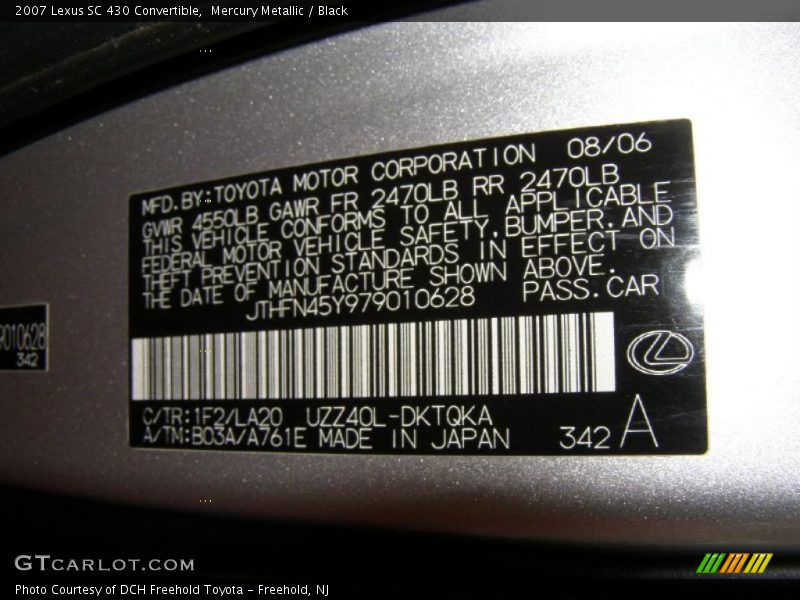 2007 Lexus SC 430 Convertible,  Mercury Metallic / Black
MFD.BY:TOYOTA MOTOR CORPORATION 08/06
GVWR 4550LB GAWR FR 2470LB RR 2470LB
THIS VEHICLE CONFORMS TO ALL APPLICABLE
FEDERAL MOTOR VEHICLE SAFETY,BUMPER,AND
THEFT PREVENTION STANDARDS IN EFFECT ON
THE DATE OF MANUFACTURE SHOWN ABOVE.
JTHFN45Y979010628 PASS.CAR
9010628
342
C/TR:1F2/LA20 UZZ40L-DKTQKA
A/TM:B03A/A761E MADE IN JAPAN 342 A
GTCARLOT.COM
Photo Courtesy of DCH Freehold Toyota - Freehold, NJ